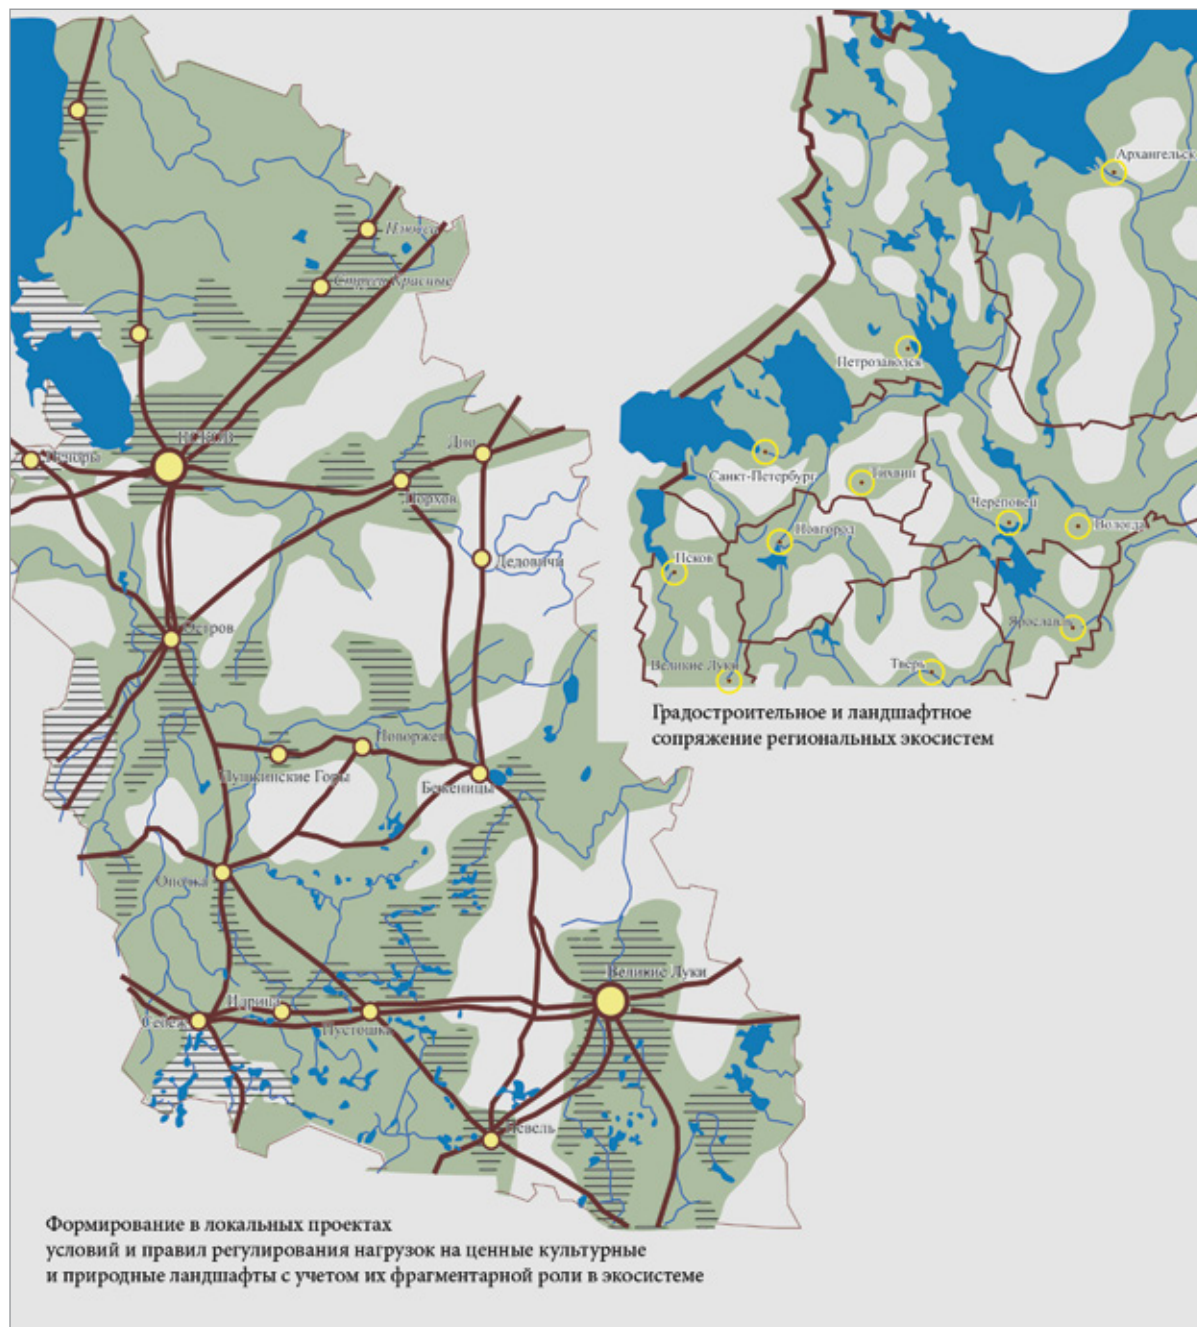 Архангельск
Плюсса
Струги Красные
Петрозаводск
ПСКОВ
Печоры
Дно
Порхов
Санкт-Петербург
Тихвин
Череповец
Вологда
Новгород
Дедовичи
Псков
Остров
Ярославль
Великие Луки
Тверь
Градостроительное и ландшафтное
сопряжение региональных экосистем
Новоржев
Пушкинские Горы
Бежаницы
Опочка
Великие Луки
Идрица
Себеж
Пустошка
Невель
Формирование в локальных проектах
условий и правил регулирования нагрузок на ценные культурные
и природные ландшафты с учетом их фрагментарной роли в экосистеме